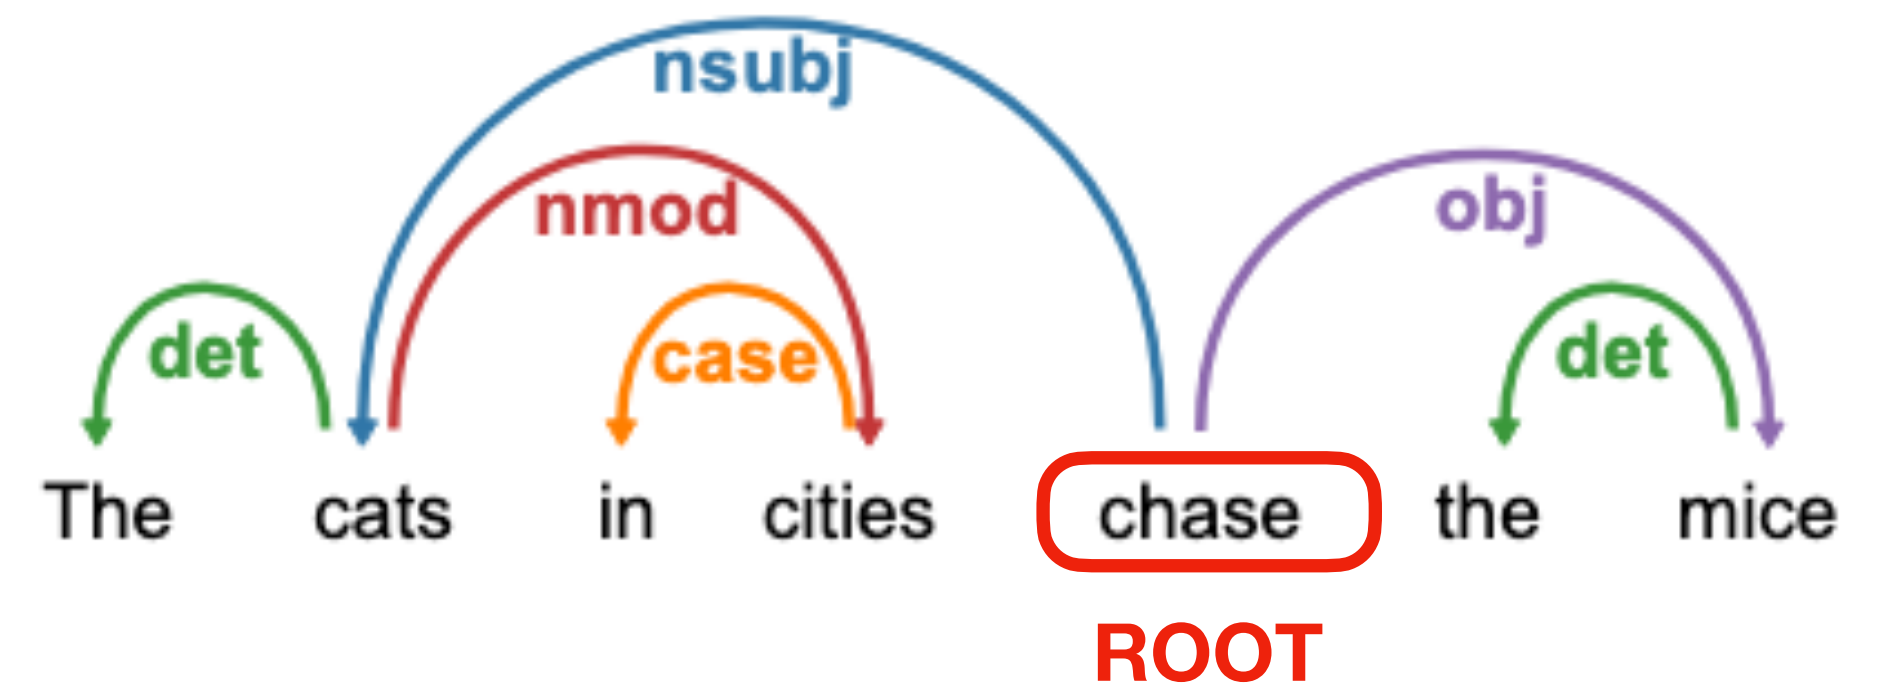 nsubj
nmod
obj
det
case
det
The cats in cities chase the mice
ROOT